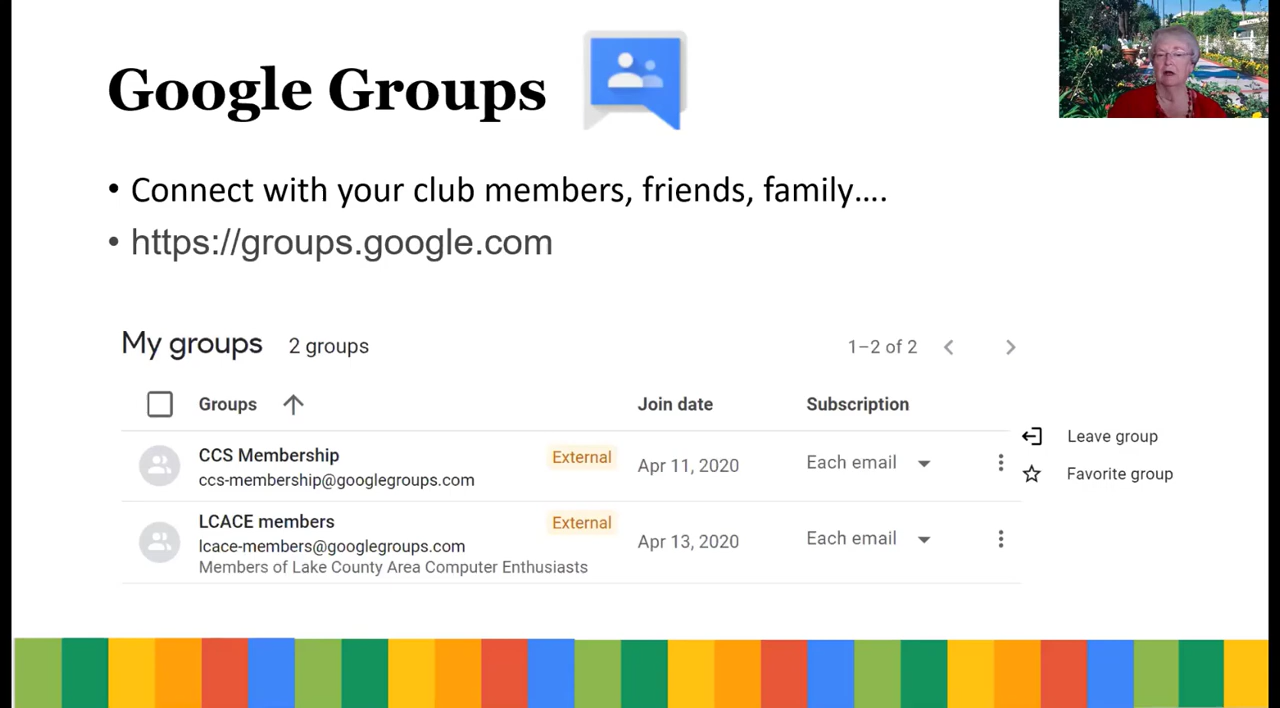 Google Groups
• Connect with your club members, friends, family....
• https://groups.google.com
My groups 2 groups 1–2 of 2
Groups Join date Subscription
CCS Membership External Apr 11, 2020 Each email
ccs-membership@googlegroups.com
Leave group
Favorite group
LCACE members External Apr 13, 2020 Each email
lcace-members@googlegroups.com
Members of Lake County Area Computer Enthusiasts